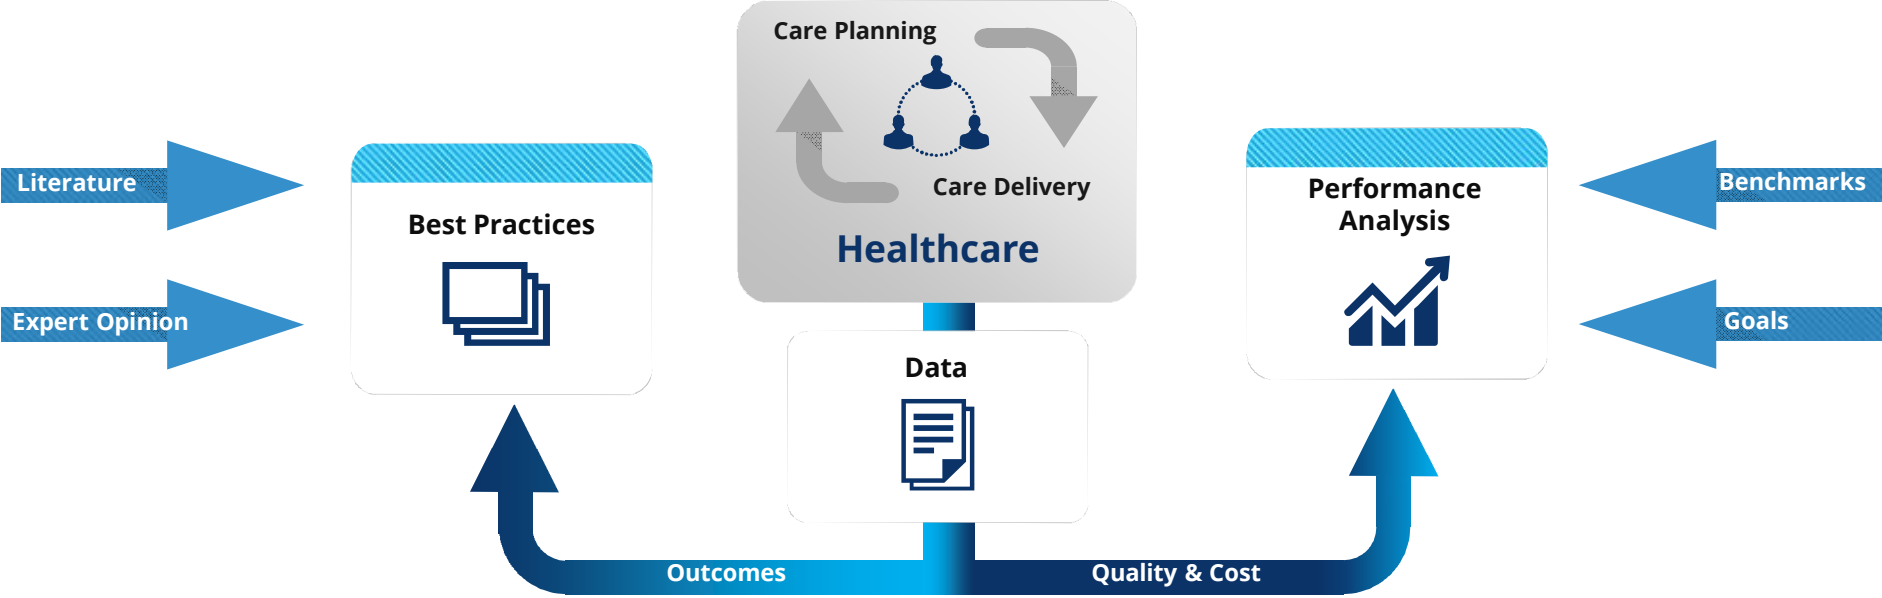 Care Planning
Care Delivery
Healthcare
Literature
Expert Opinion
Best Practices
Data
Performance
Analysis
Benchmarks
Goals
Outcomes
Quality & Cost